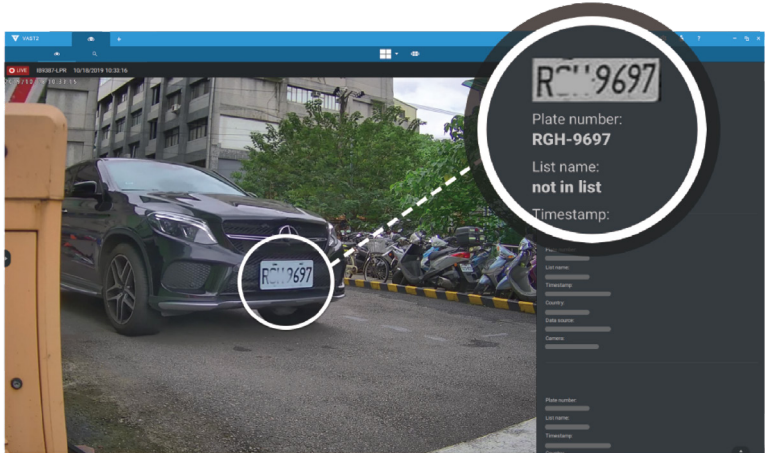 VAST2
?
LIVE IB9387-LPR 10/18/2019 10:33:16
9697
9697
Plate number:
RGH-9697
List name:
not in list
Timestamp:
List name
Timestamp
Country
Data source
Camera
Plate number
List name
Timestamp